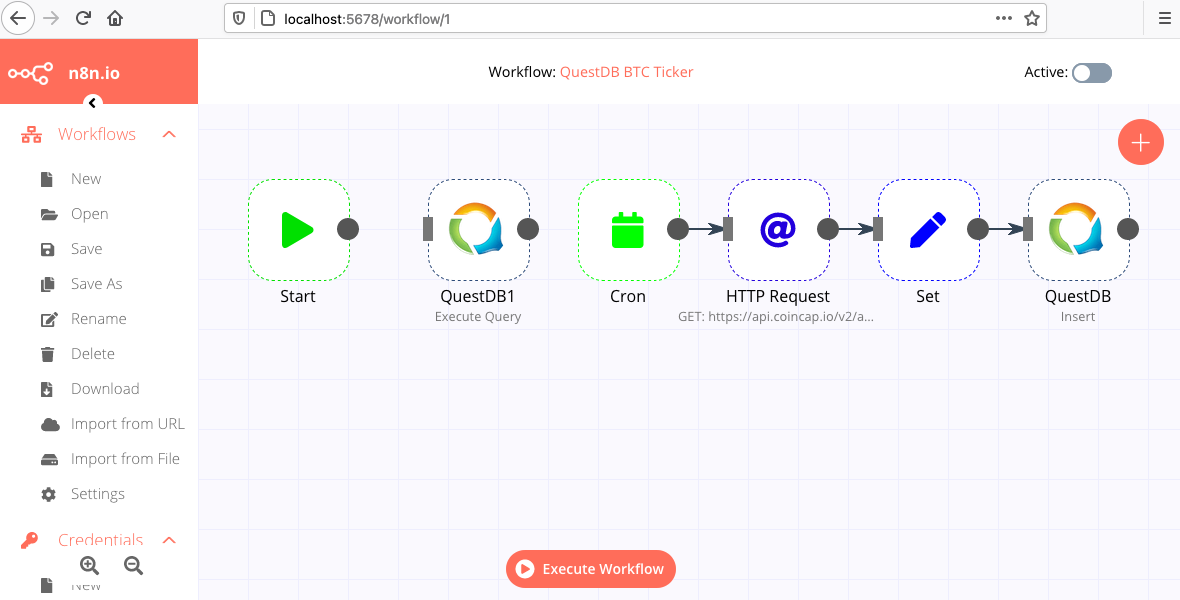 localhost:5678/workflow/1
n8n.io
Workflow: QuestDB BTC Ticker
Active:
Workflows
New
Open
Save
Save As
Rename
Delete
Download
Import from URL
Import from File
Settings
Credentials
New
Start
QuestDB1
Execute Query
Cron
HTTP Request
GET: https://api.coincap.io/v2/a...
Set
QuestDB
Insert
Execute Workflow